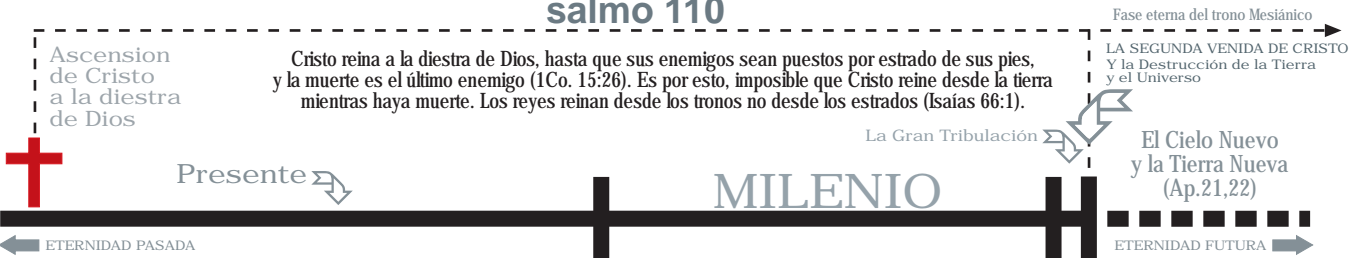 salmo 110
Fase eterna del trono Mesiánico
Ascension
de Cristo
a la diestra
de Dios
Cristo reina a la diestra de Dios, hasta que sus enemigos sean puestos por estrado de sus pies,
y la muerte es el último enemigo (1Co. 15:26). Es por esto, imposible que Cristo reine desde la tierra
mientras haya muerte. Los reyes reinan desde los tronos no desde los estrados (Isaías 66:1).
LA SEGUNDA VENIDA DE CRISTO
Y la Destrucción de la Tierra
y el Universo
La Gran Tribulación
El Cielo Nuevo
y la Tierra Nueva
(Ap.21,22)
Presente
MILENIO
ETERNIDAD PASADA
ETERNIDAD FUTURA